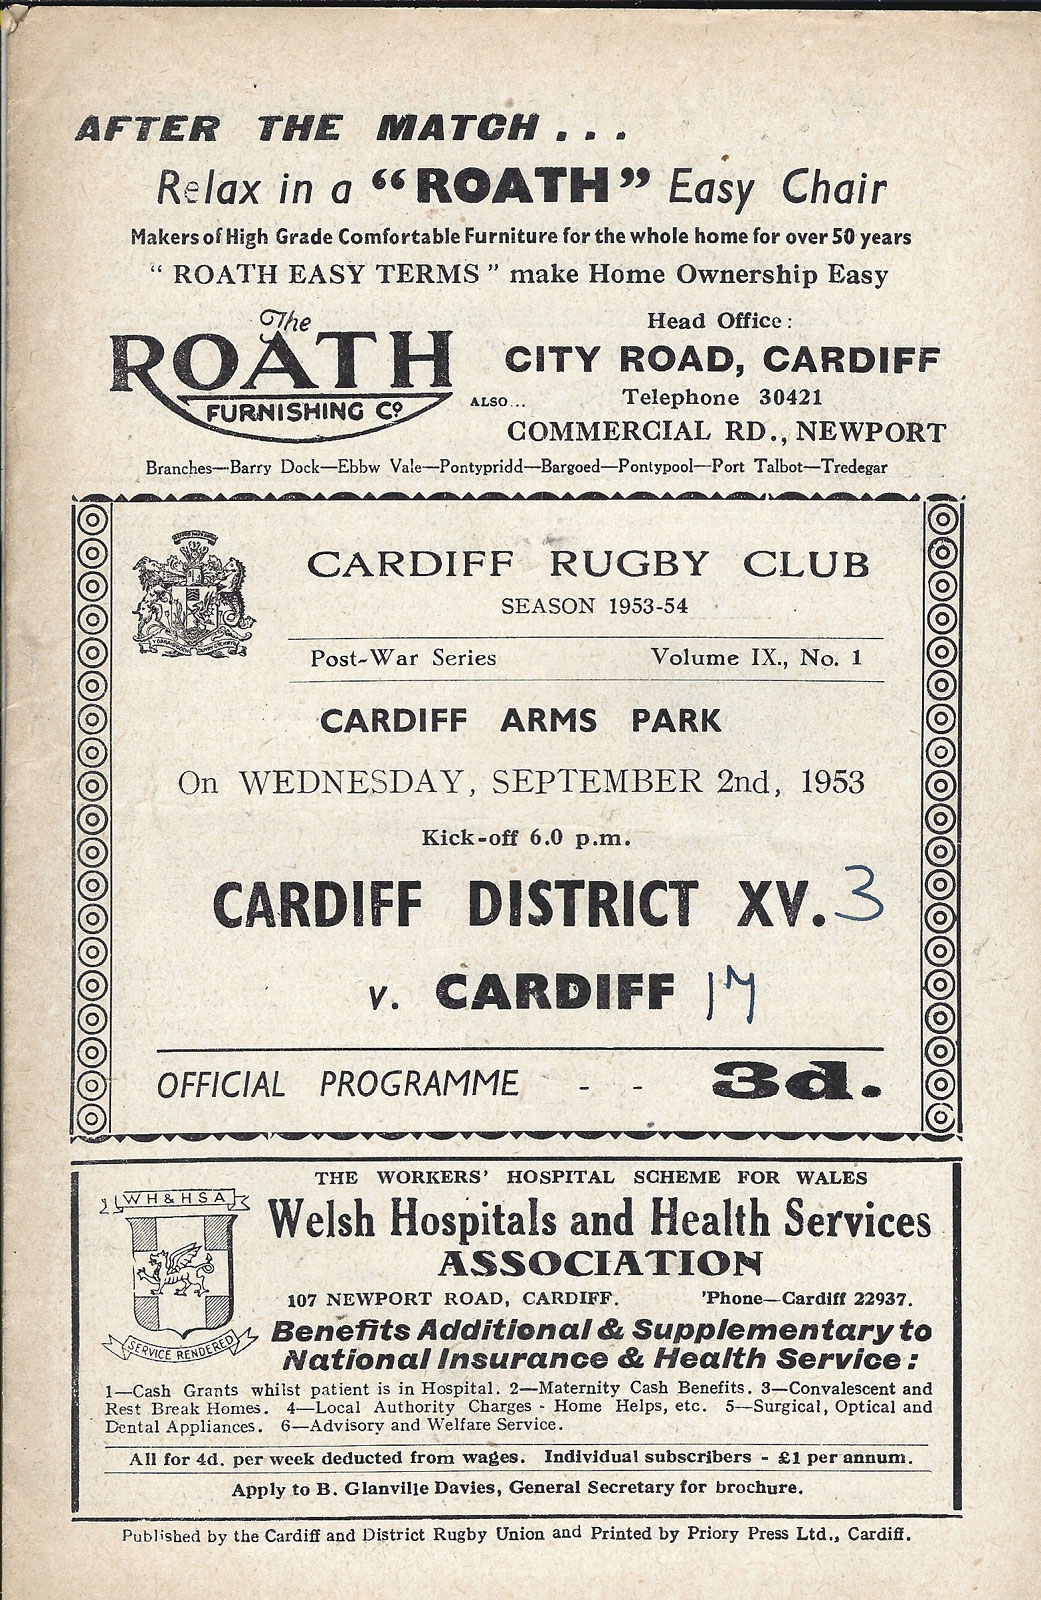 AFTER THE MATCH . . .
Relax in a "ROATH" Easy Chair
Makers of High Grade Comfortable Furniture for the whole home for over 50 years
"ROATH EASY TERMS" make Home Ownership Easy
The
ROATH
FURNISHING Co
Head Office:
CITY ROAD, CARDIFF
Telephone 30421
ALSO...
COMMERCIAL RD., NEWPORT
Branches—Barry Dock—Ebbw Vale—Pontypridd—Bargoed—Pontypool—Port Talbot—Tredegar
CARDIFF RUGBY CLUB
SEASON 1953-54
Post-War Series Volume IX., No. 1
CARDIFF ARMS PARK
On WEDNESDAY, SEPTEMBER 2nd, 1953
Kick-off 6.0 p.m.
CARDIFF DISTRICT XV. 3
v. CARDIFF 17
OFFICIAL PROGRAMME - - 3d.
THE WORKERS' HOSPITAL SCHEME FOR WALES
WH&HSA
Welsh Hospitals and Health Services
ASSOCIATION
107 NEWPORT ROAD, CARDIFF. 'Phone—Cardiff 22937.
SERVICE RENDERED
Benefits Additional & Supplementary to
National Insurance & Health Service:
1—Cash Grants whilst patient is in Hospital. 2—Maternity Cash Benefits. 3—Convalescent and
Rest Break Homes. 4—Local Authority Charges - Home Helps, etc. 5—Surgical, Optical and
Dental Appliances. 6—Advisory and Welfare Service.
All for 4d. per week deducted from wages. Individual subscribers - £1 per annum.
Apply to B. Glanville Davies, General Secretary for brochure.
Published by the Cardiff and District Rugby Union and Printed by Priory Press Ltd., Cardiff.